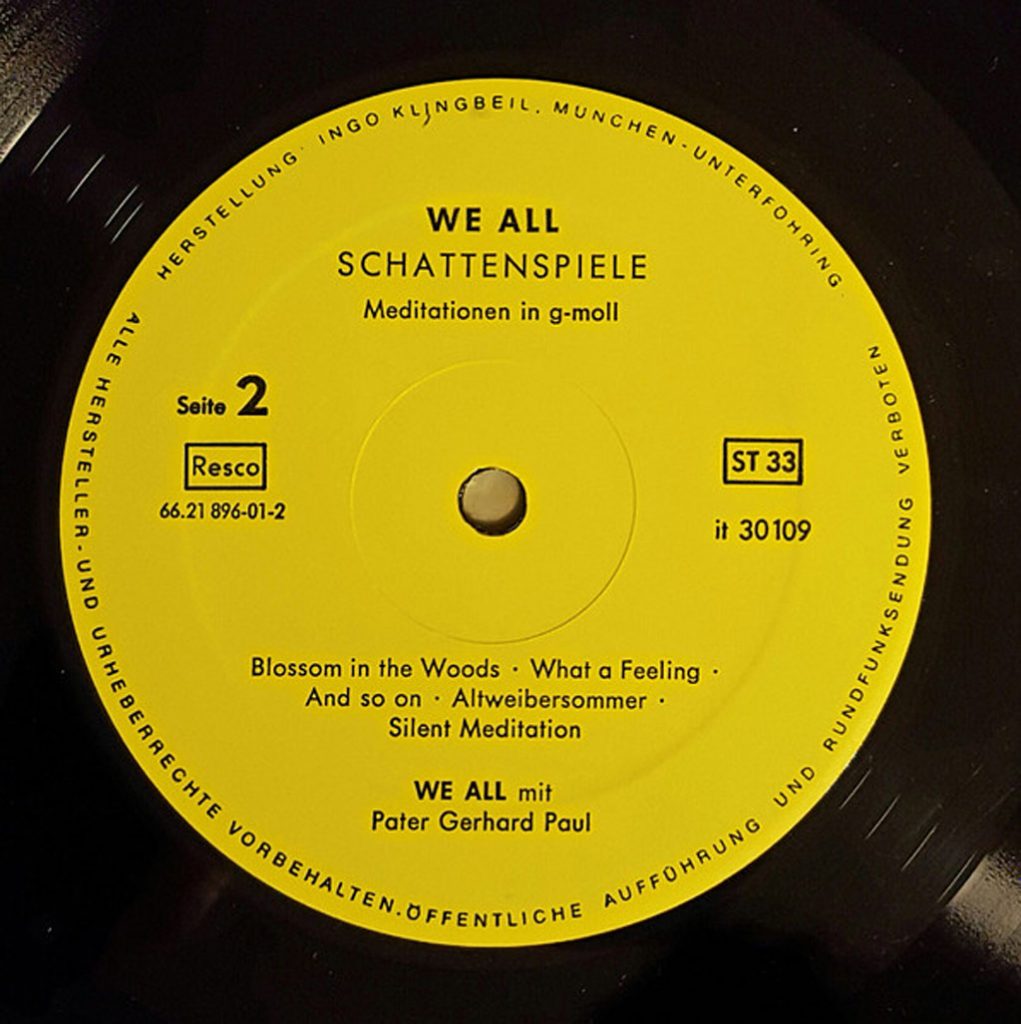 HERSTELLUNG· INGO KLINGBEIL, MÜNCHEN-UNTERFÖHRING·
WE ALL
SCHATTENSPIELE
Meditationen in g-moll
Seite 2
Resco
66.21 896-01-2
ST 33
it 30109
Blossom in the Woods · What a Feeling ·
And so on · Altweibersommer ·
Silent Meditation
WE ALL mit
Pater Gerhard Paul
ALLE HERSTELLER-UND URHEBERRECHTE VORBEHALTEN.ÖFFENTLICHE AUFFÜHRUNG UND RUNDFUNKSENDUNG VERBOTEN